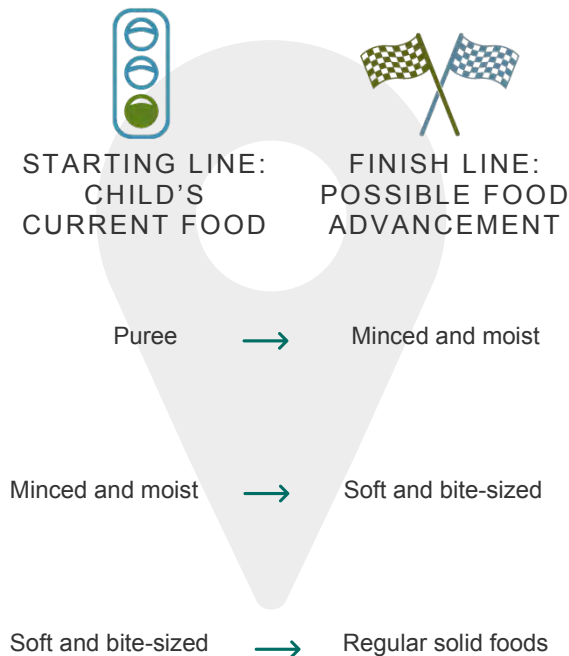 STARTING LINE:
CHILD'S
CURRENT FOOD
FINISH LINE:
POSSIBLE FOOD
ADVANCEMENT
Puree → Minced and moist
Minced and moist → Soft and bite-sized
Soft and bite-sized → Regular solid foods